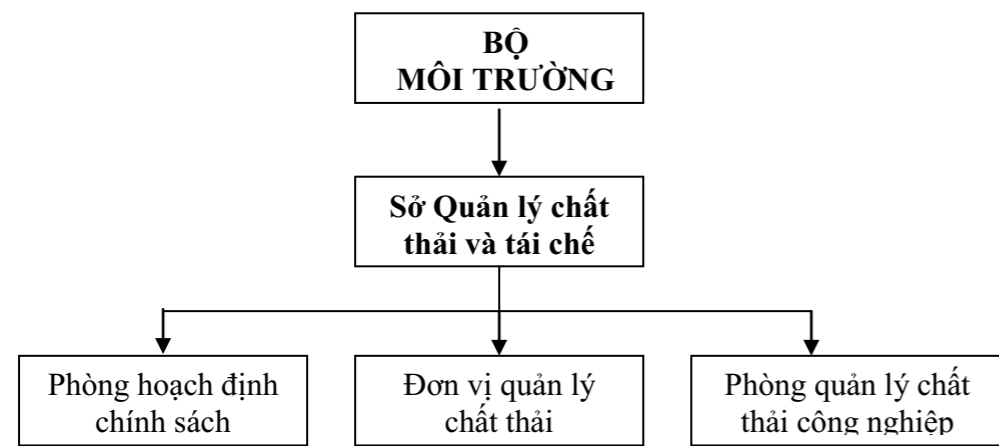 BỘ
MÔI TRƯỜNG
Sở Quản lý chất
thải và tái chế
Phòng hoạch định
chính sách
Đơn vị quản lý
chất thải
Phòng quản lý chất
thải công nghiệp